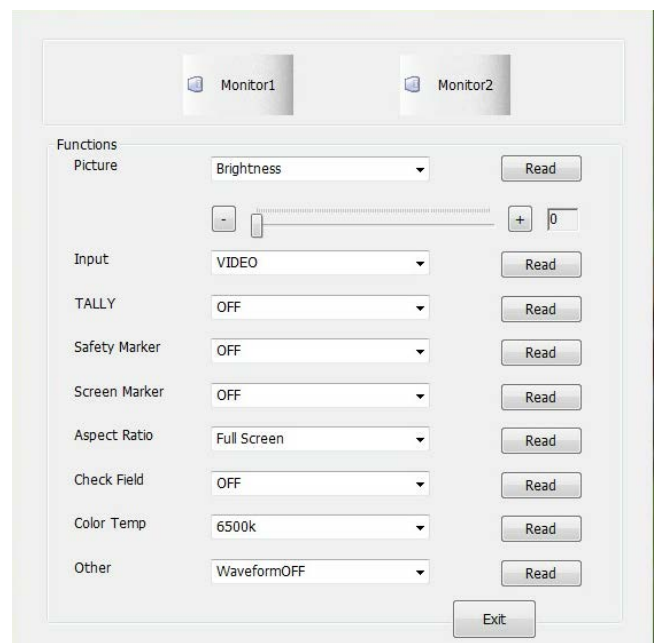 Monitor1 Monitor2
Functions
Picture Brightness Read
- + 0
Input VIDEO Read
TALLY OFF Read
Safety Marker OFF Read
Screen Marker OFF Read
Aspect Ratio Full Screen Read
Check Field OFF Read
Color Temp 6500k Read
Other WaveformOFF Read
Exit